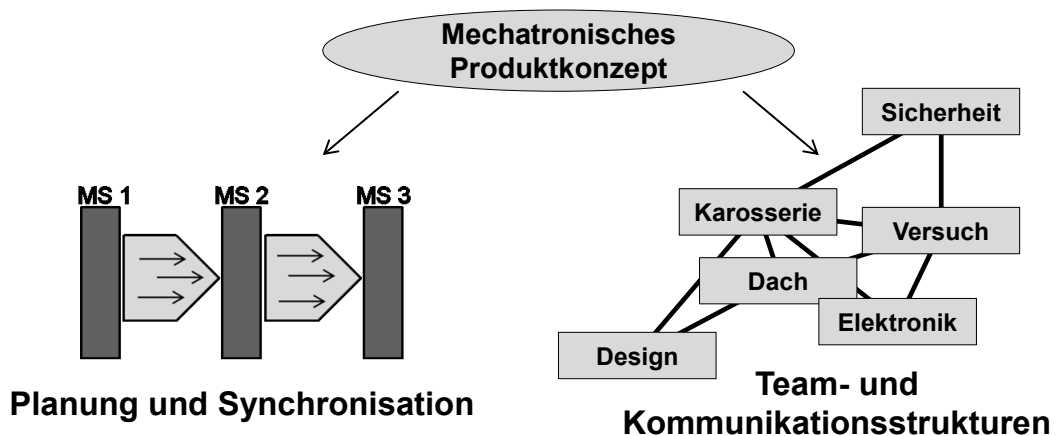 Mechatronisches
Produktkonzept
MS 1
MS 2
MS 3
Planung und Synchronisation
Sicherheit
Karosserie
Versuch
Dach
Elektronik
Design
Team- und
Kommunikationsstrukturen